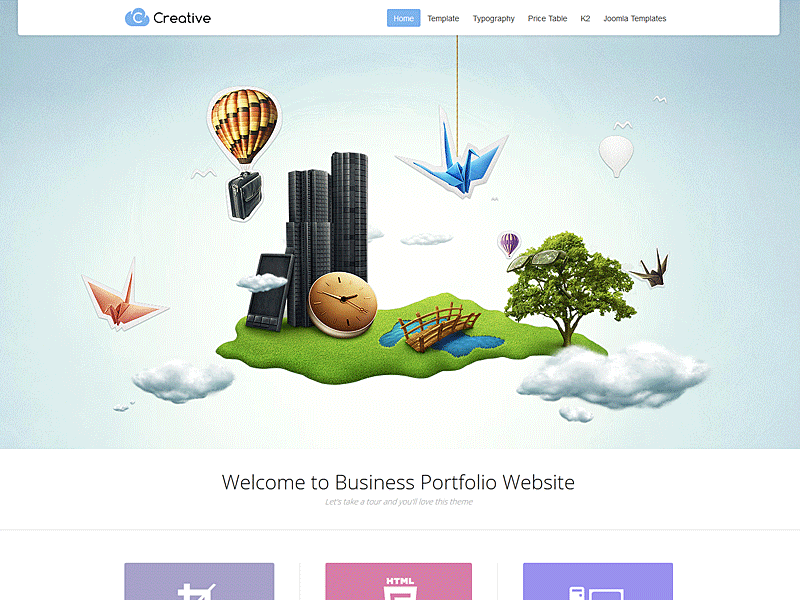 Creative
Home Template Typography Price Table K2 Joomla Templates
Welcome to Business Portfolio Website
Let's take a tour and you'll love this theme
HTML